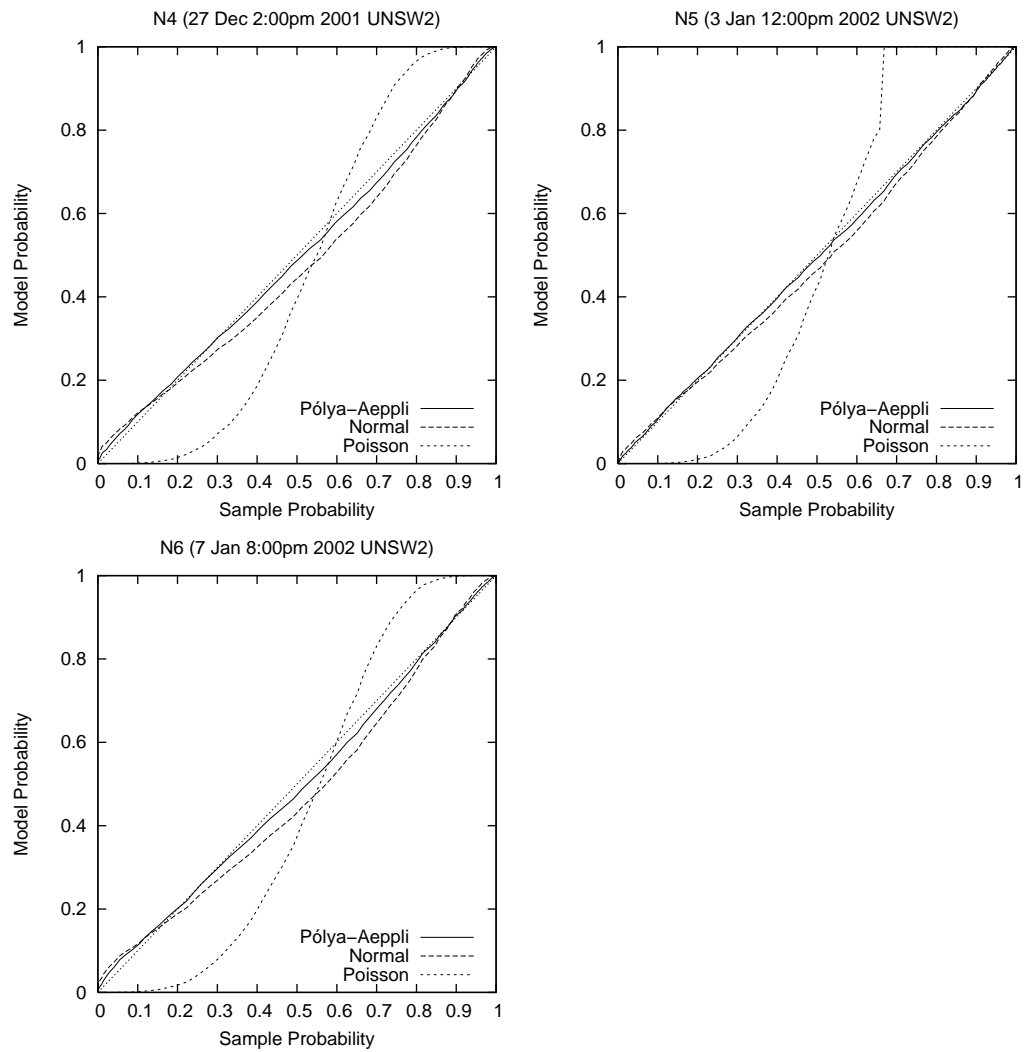 N4 (27 Dec 2:00pm 2001 UNSW2)
1
0.8
0.6
0.4
0.2
0
Model Probability
Pólya−Aeppli
Normal
Poisson
0 0.1 0.2 0.3 0.4 0.5 0.6 0.7 0.8 0.9 1
Sample Probability
N5 (3 Jan 12:00pm 2002 UNSW2)
1
0.8
0.6
0.4
0.2
0
Model Probability
Pólya−Aeppli
Normal
Poisson
0 0.1 0.2 0.3 0.4 0.5 0.6 0.7 0.8 0.9 1
Sample Probability
N6 (7 Jan 8:00pm 2002 UNSW2)
1
0.8
0.6
0.4
0.2
0
Model Probability
Pólya−Aeppli
Normal
Poisson
0 0.1 0.2 0.3 0.4 0.5 0.6 0.7 0.8 0.9 1
Sample Probability